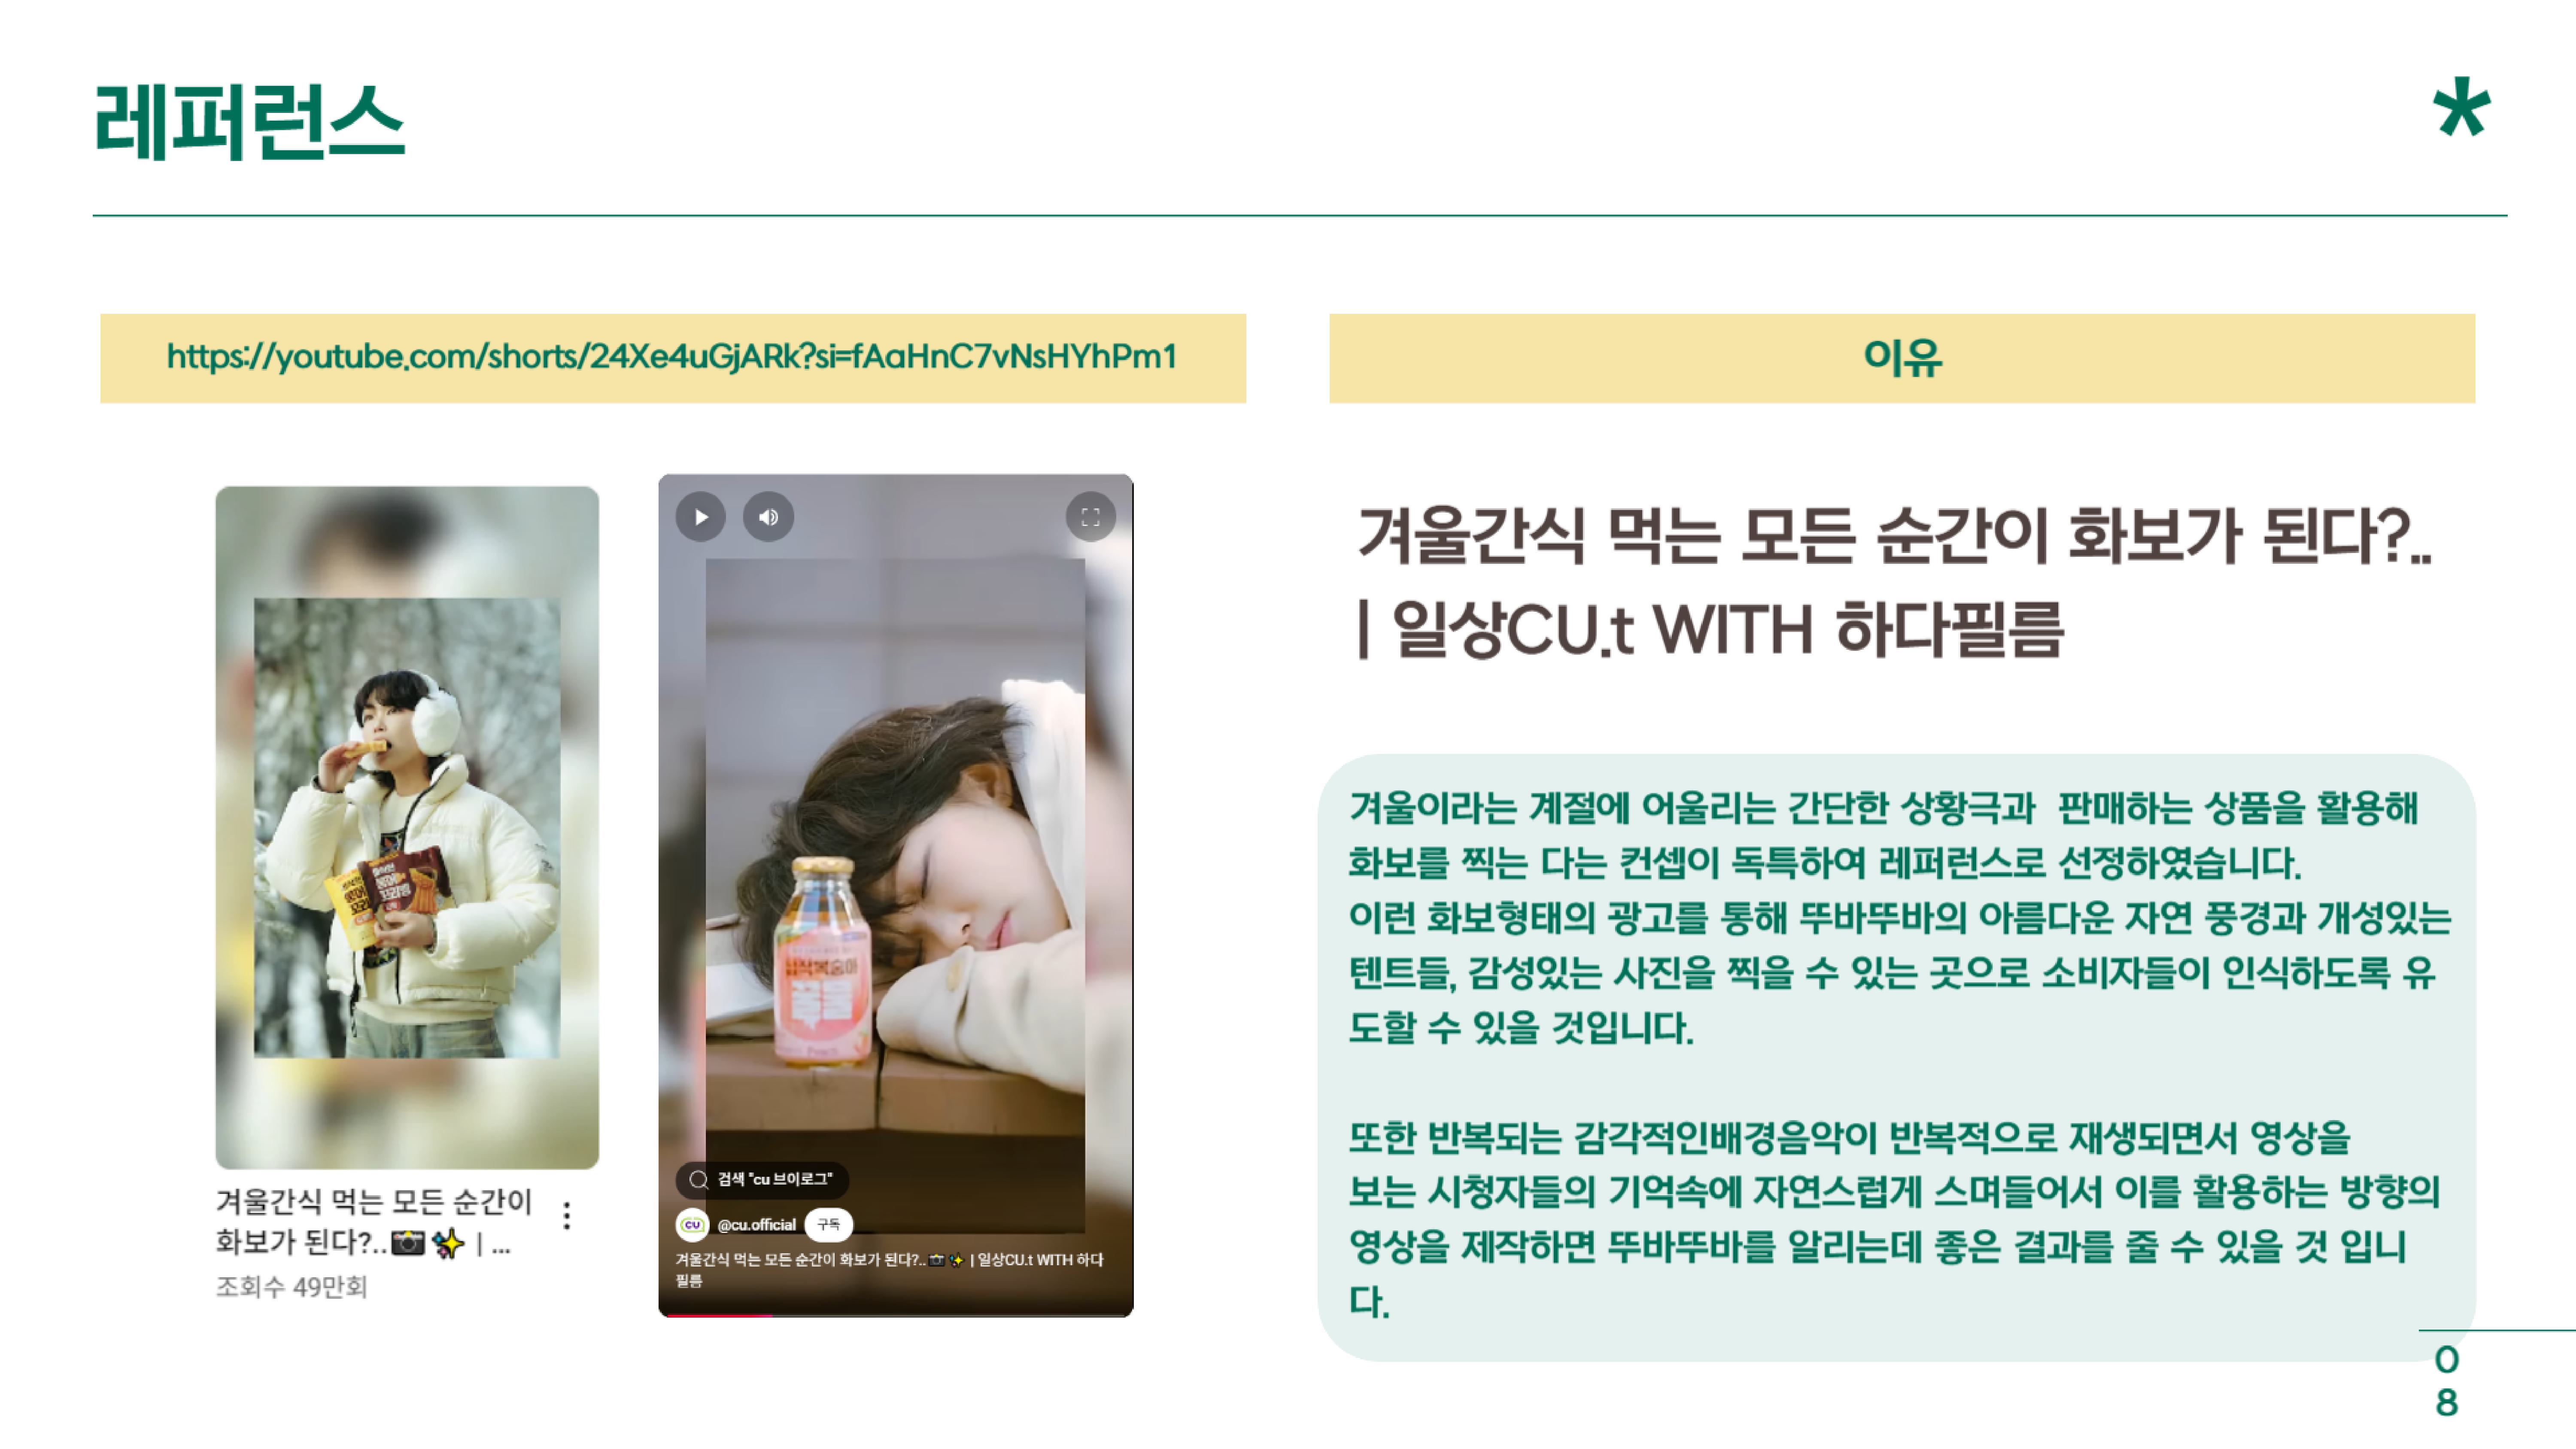 레퍼런스
*
https://youtube.com/shorts/24Xe4uGjARk?si=fAaHnC7vNsHYhPm1
이유
겨울간식 먹는 모든 순간이
화보가 된다?..📸✨ | ...
조회수 49만회
검색 "cu 브이로그"
CU @cu.official 구독
겨울간식 먹는 모든 순간이 화보가 된다?..📸✨ | 일상CU.t WITH 하다
필름
겨울간식 먹는 모든 순간이 화보가 된다?..
| 일상CU.t WITH 하다필름
겨울이라는 계절에 어울리는 간단한 상황극과 판매하는 상품을 활용해
화보를 찍는 다는 컨셉이 독특하여 레퍼런스로 선정하였습니다.
이런 화보형태의 광고를 통해 뚜바뚜바의 아름다운 자연 풍경과 개성있는
텐트들, 감성있는 사진을 찍을 수 있는 곳으로 소비자들이 인식하도록 유
도할 수 있을 것입니다.
또한 반복되는 감각적인배경음악이 반복적으로 재생되면서 영상을
보는 시청자들의 기억속에 자연스럽게 스며들어서 이를 활용하는 방향의
영상을 제작하면 뚜바뚜바를 알리는데 좋은 결과를 줄 수 있을 것 입니
다.
0
8